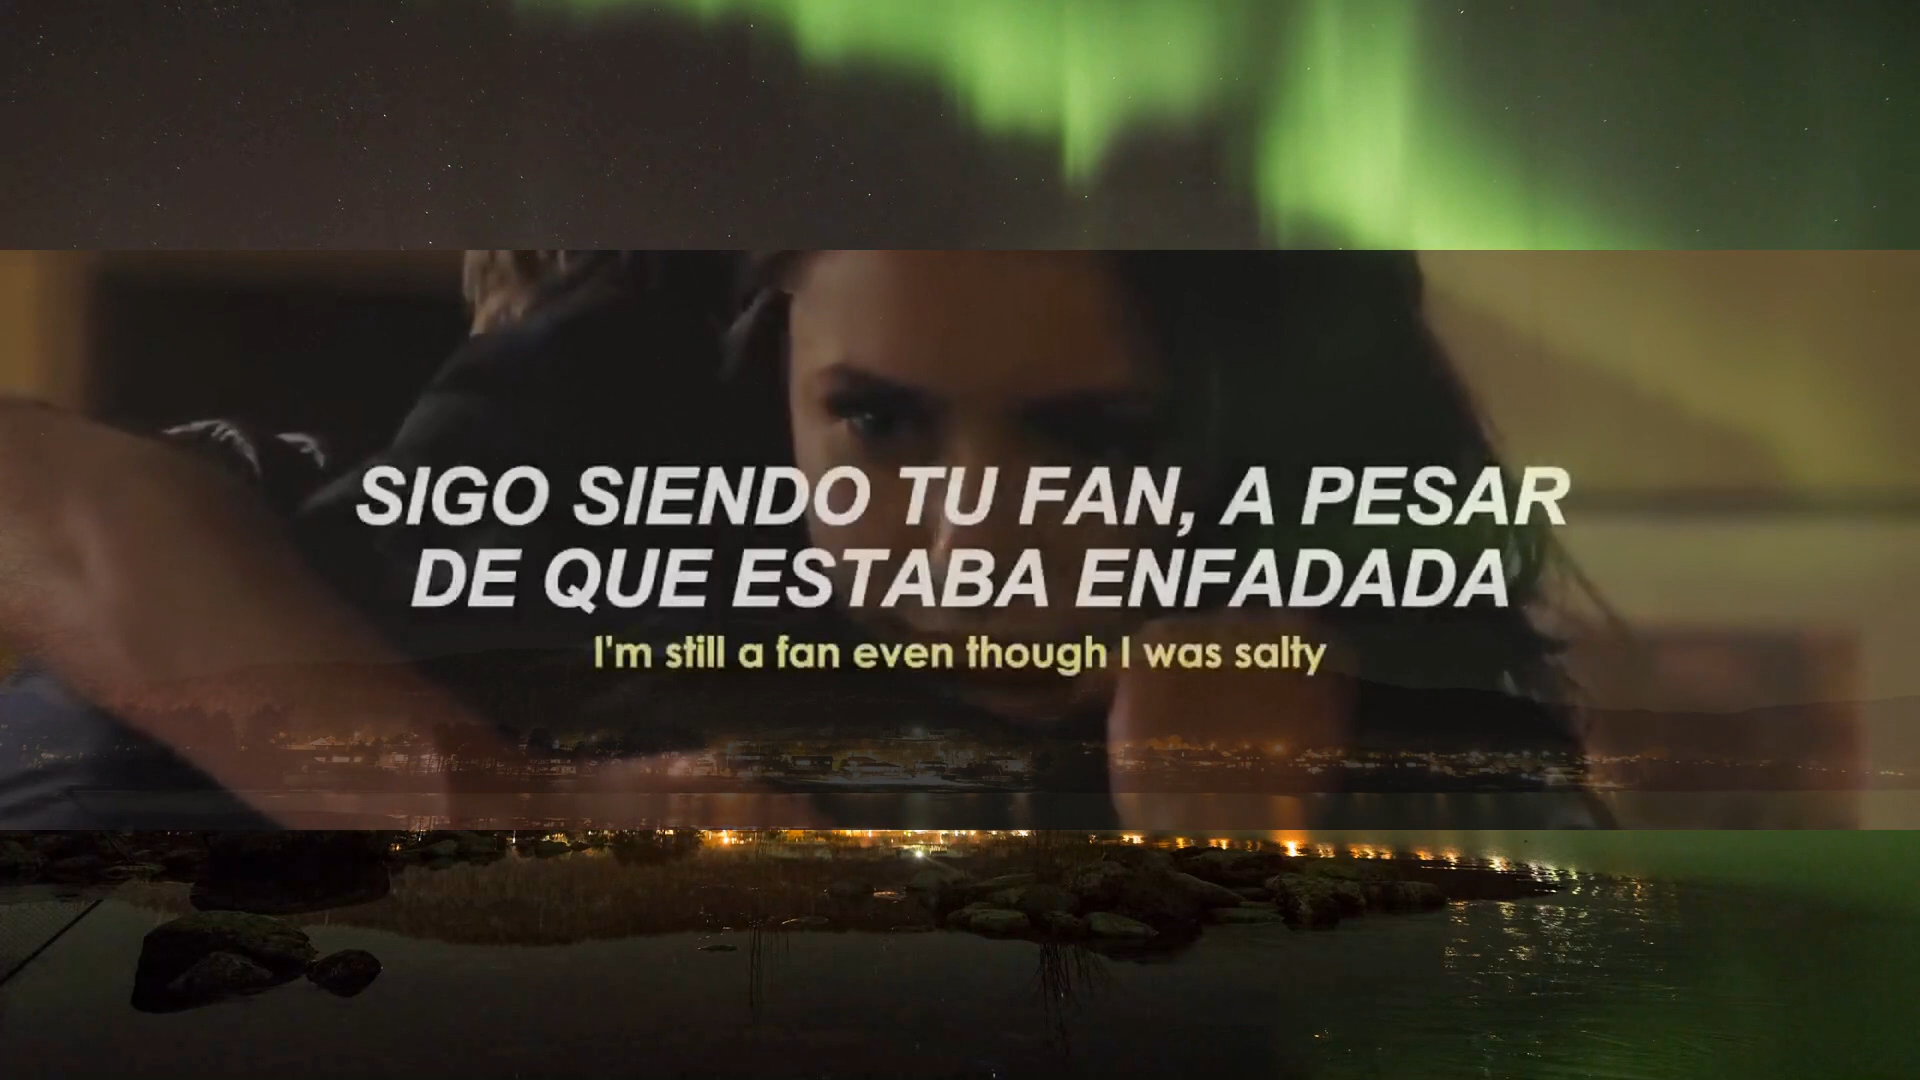 SIGO SIENDO TU FAN, A PESAR
DE QUE ESTABA ENFADADA
I'm still a fan even though I was salty